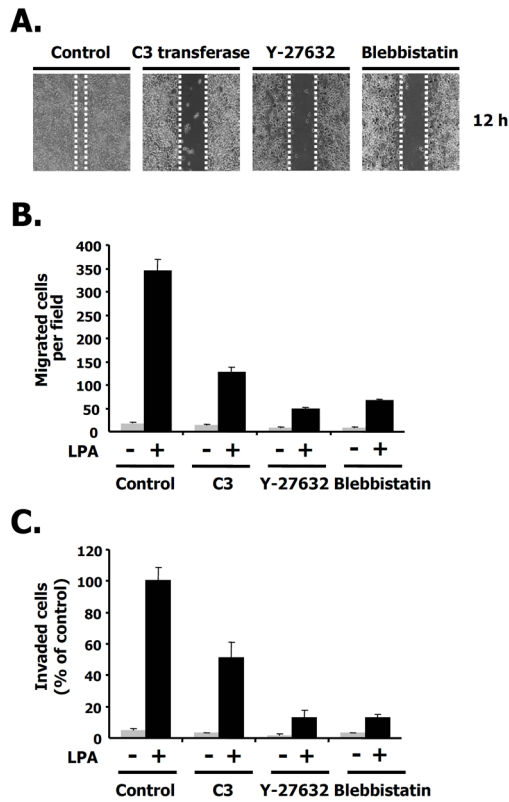 A.
Control C3 transferase Y-27632 Blebbistatin
12 h
B.
Migrated cells
per field
400
350
300
250
200
150
100
50
0
LPA - + - + - + - +
Control C3 Y-27632 Blebbistatin
C.
Invaded cells
(% of control)
120
100
80
60
40
20
0
LPA - + - + - + - +
Control C3 Y-27632 Blebbistatin